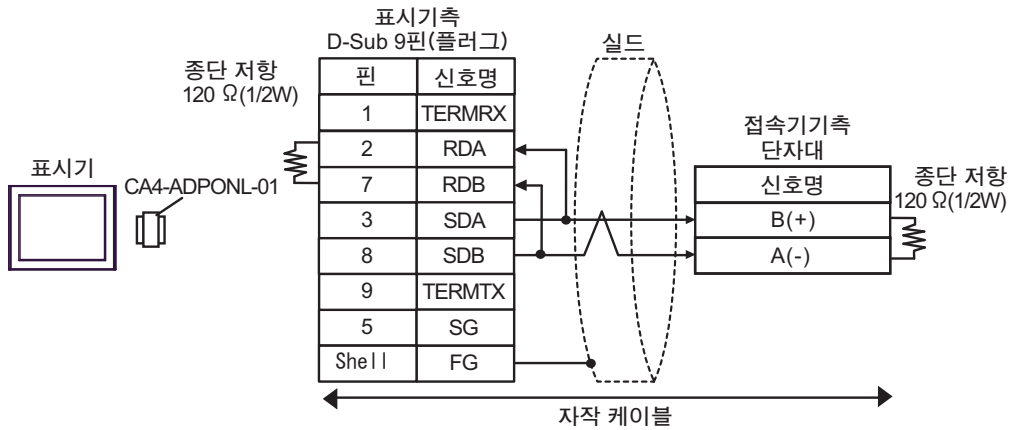 표시기측
D-Sub 9핀(플러그)
실드
종단 저항
120 Ω(1/2W)
핀 신호명
1 TERMRX
2 RDA
7 RDB
3 SDA
8 SDB
9 TERMTX
5 SG
Shell FG
표시기
CA4-ADPONL-01
접속기기측
단자대
신호명
B(+)
A(-)
종단 저항
120 Ω(1/2W)
자작 케이블